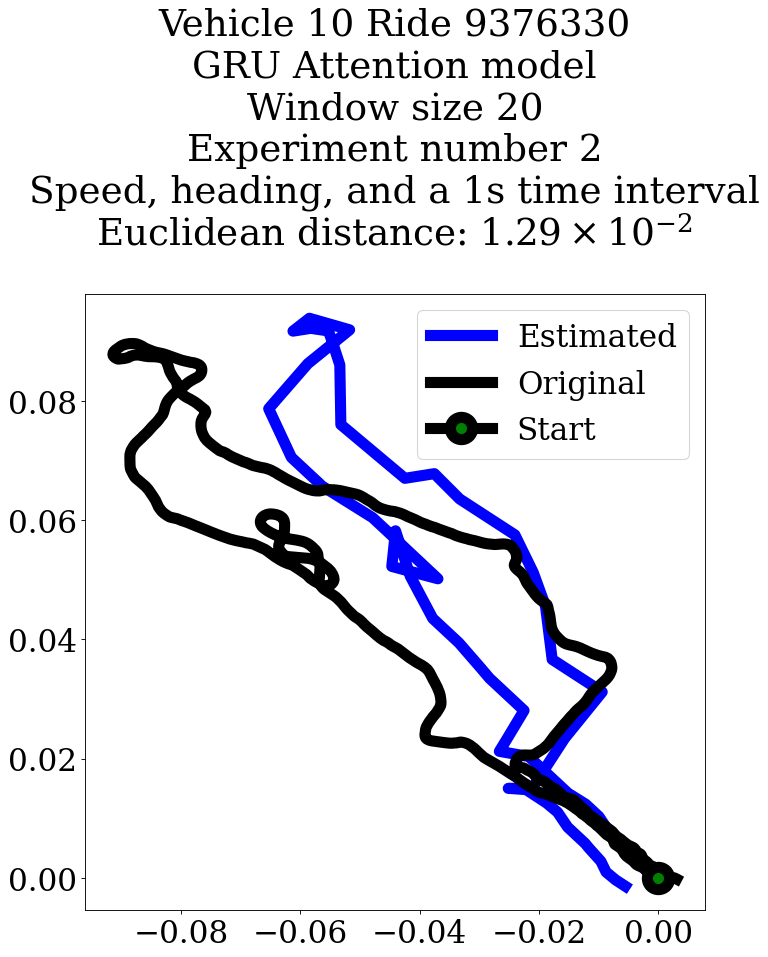 Vehicle 10 Ride 9376330
GRU Attention model
Window size 20
Experiment number 2
Speed, heading, and a 1s time interval
Euclidean distance: 1.29 × 10⁻²
Estimated
Original
Start
0.08
0.06
0.04
0.02
0.00
−0.08 −0.06 −0.04 −0.02 0.00